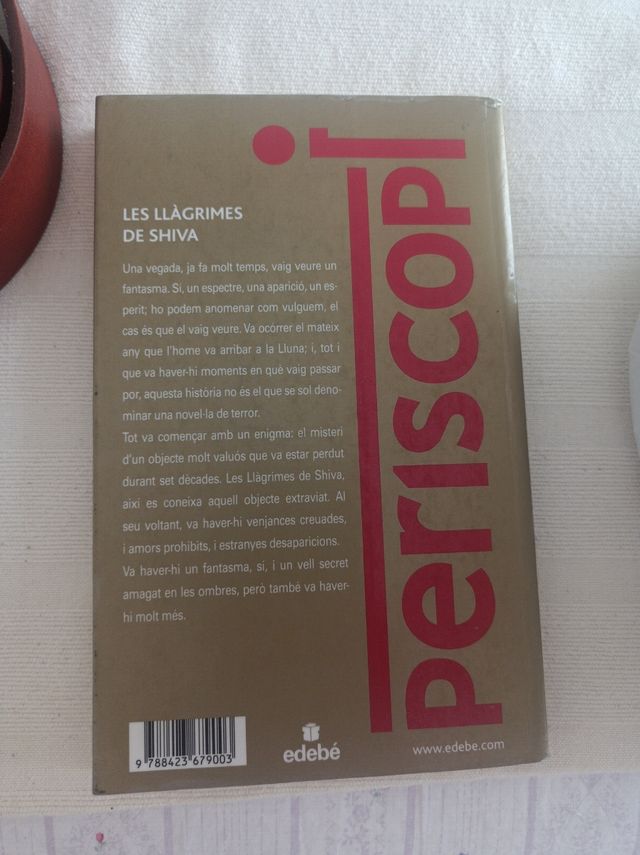 LES LLÀGRIMES
DE SHIVA
Una vegada, ja fa molt temps, vaig veure un
fantasma. Sí, un espectre, una aparició, un es-
perit; ho podem anomenar com vulguem, el
cas és que el vaig veure. Va ocórrer el mateix
any que l'home va arribar a la Lluna; i, tot i
que va haver-hi moments en què vaig passar
por, aquesta història no és el que se sol deno-
minar una novel·la de terror.
Tot va començar amb un enigma: el misteri
d'un objecte molt valuós que va estar perdut
durant set dècades. Les Llàgrimes de Shiva,
així es coneixa aquell objecte extraviat. Al
seu voltant, va haver-hi venjances creuades,
i amors prohibits, i estranyes desaparicions.
Va haver-hi un fantasma, sí, i un vell secret
amagat en les ombres, però també va haver-
hi molt més.
periscopi
9 788423 679003
edebé
www.edebe.com